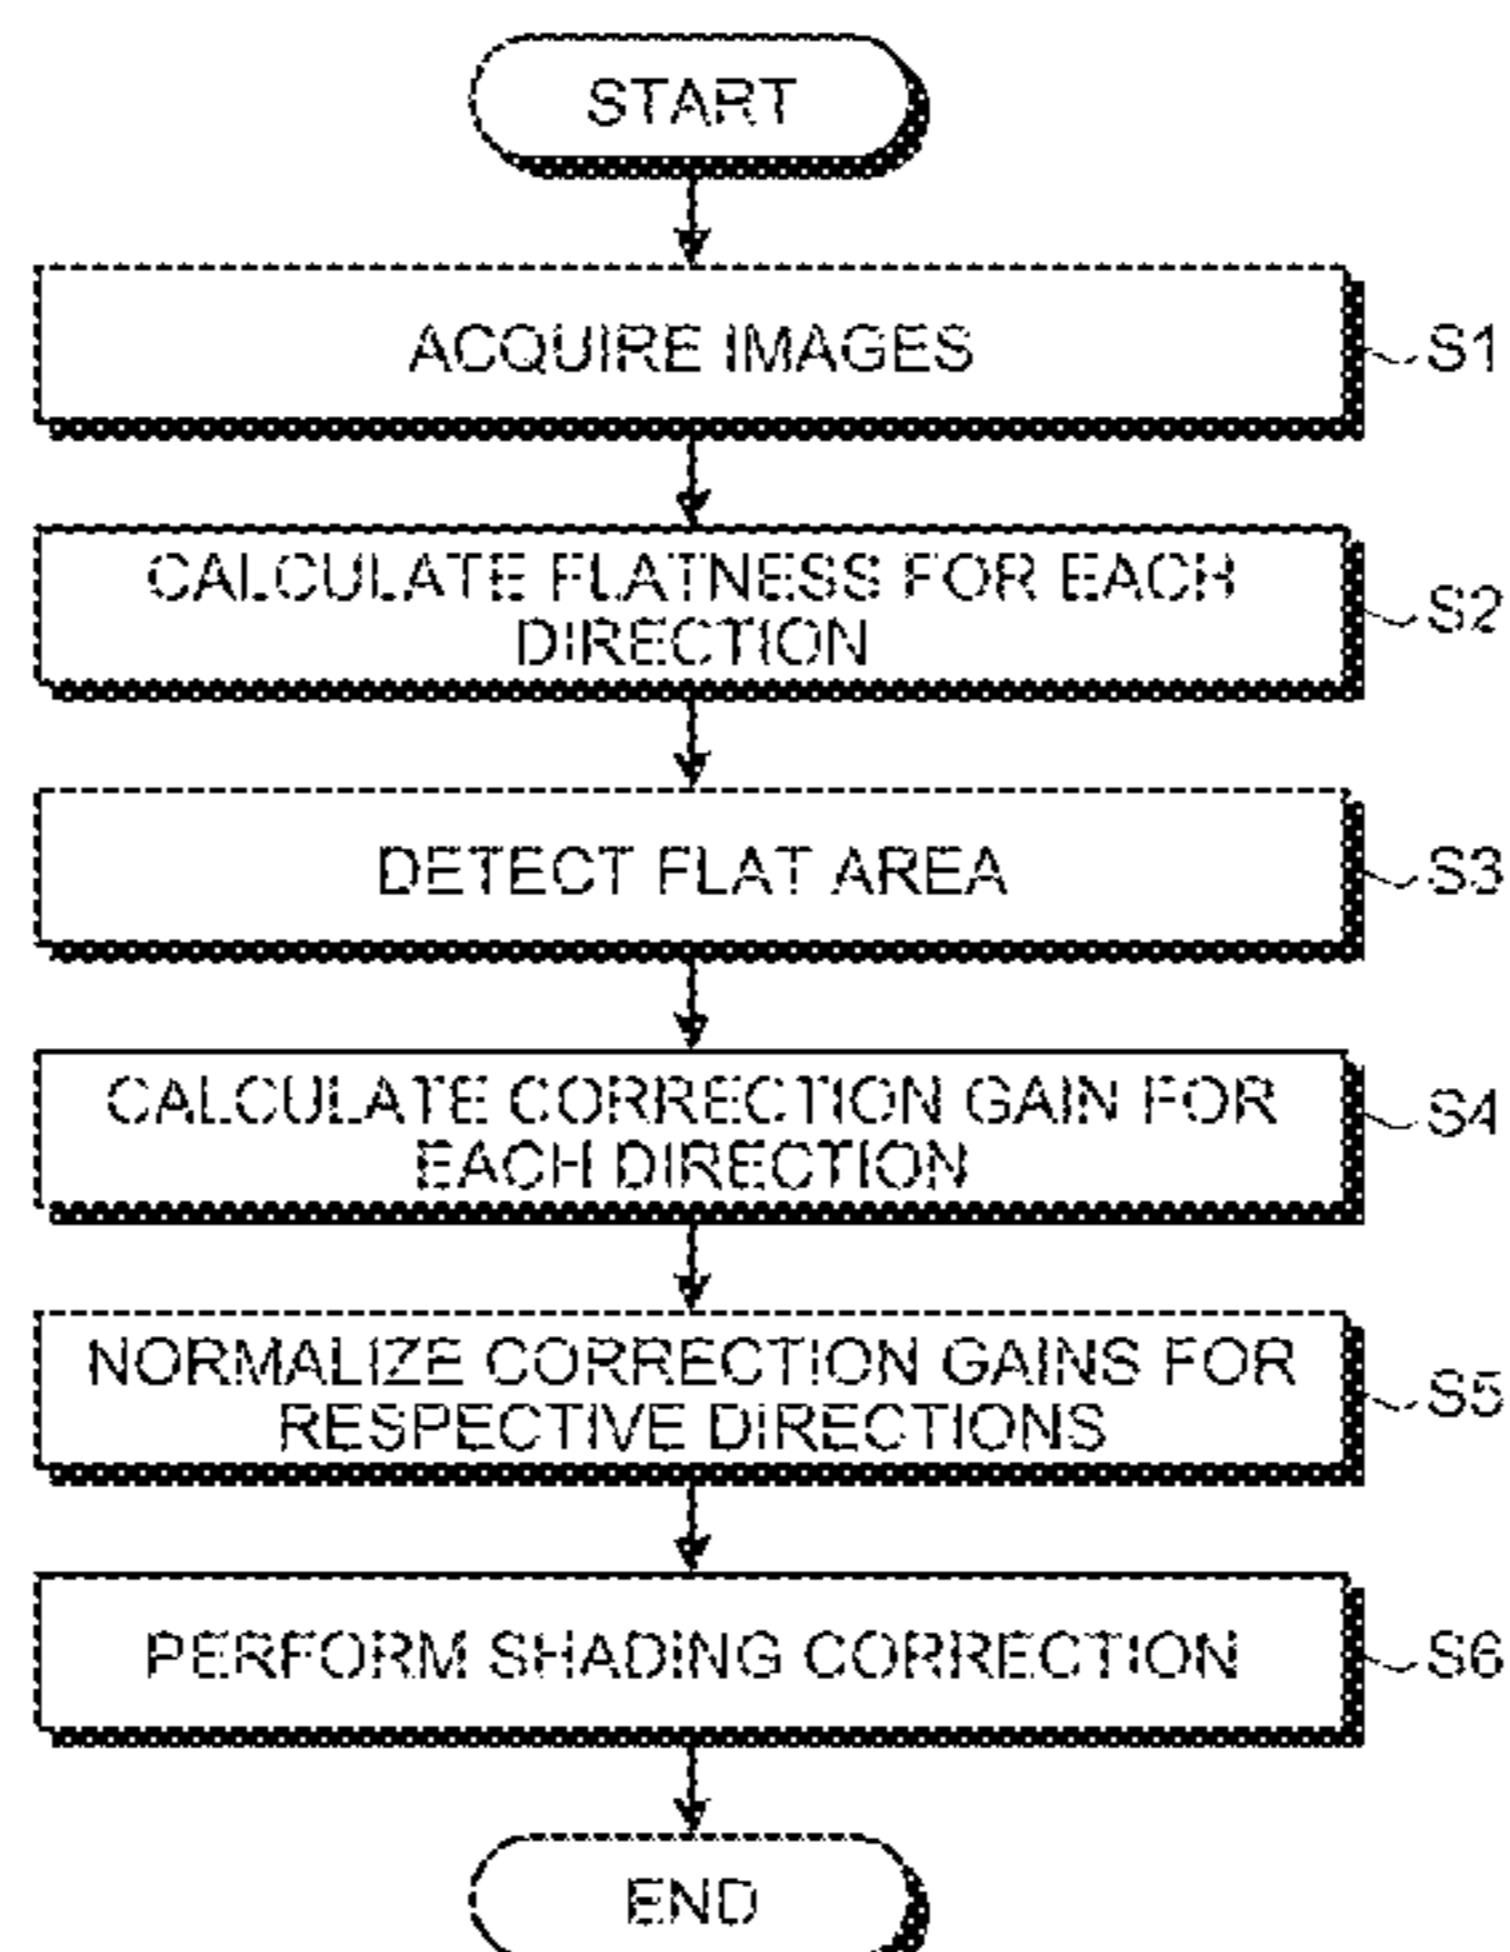 START
ACQUIRE IMAGES
S1
CALCULATE FLATNESS FOR EACH
DIRECTION
S2
DETECT FLAT AREA
S3
CALCULATE CORRECTION GAIN FOR
EACH DIRECTION
S4
NORMALIZE CORRECTION GAINS FOR
RESPECTIVE DIRECTIONS
S5
PERFORM SHADING CORRECTION
S6
END